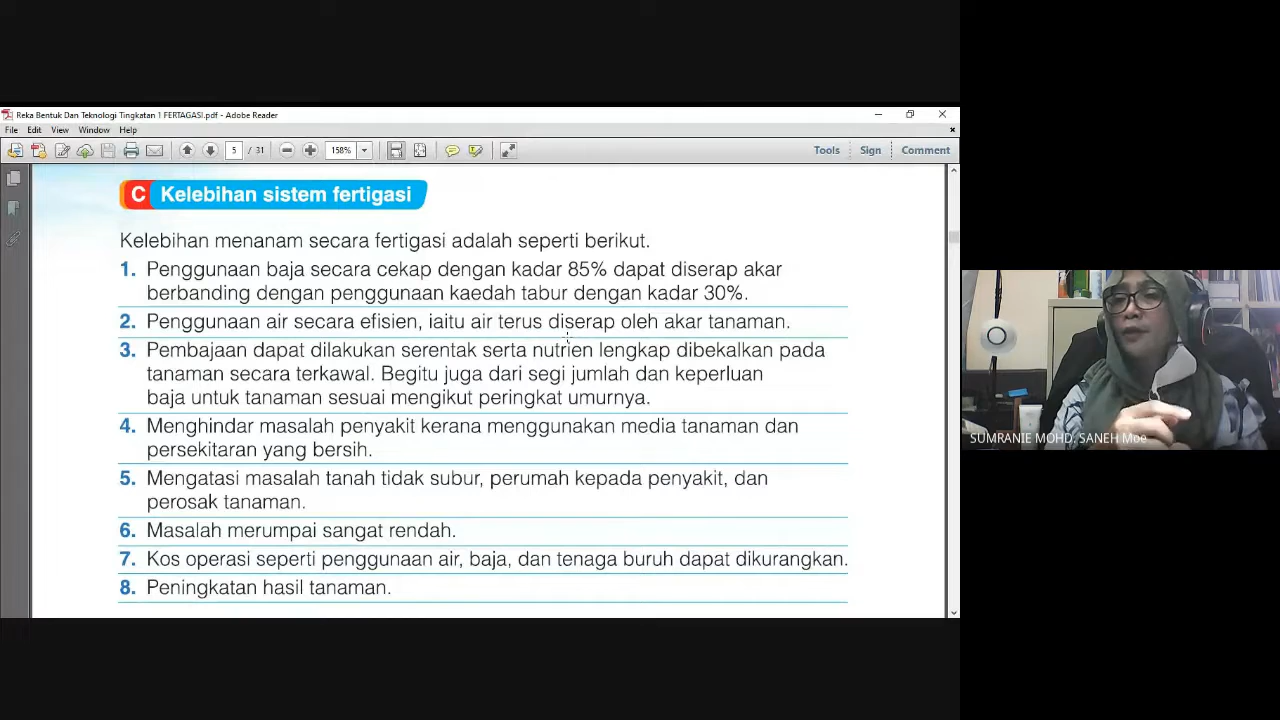 Reka Bentuk Dan Teknologi Tingkatan 1 FERTAGASI.pdf - Adobe Reader
File Edit View Window Help
5 / 31 158% Tools Sign Comment
C Kelebihan sistem fertigasi
Kelebihan menanam secara fertigasi adalah seperti berikut.
1. Penggunaan baja secara cekap dengan kadar 85% dapat diserap akar
berbanding dengan penggunaan kaedah tabur dengan kadar 30%.
2. Penggunaan air secara efisien, iaitu air terus diserap oleh akar tanaman.
3. Pembajaan dapat dilakukan serentak serta nutrien lengkap dibekalkan pada
tanaman secara terkawal. Begitu juga dari segi jumlah dan keperluan
baja untuk tanaman sesuai mengikut peringkat umurnya.
4. Menghindar masalah penyakit kerana menggunakan media tanaman dan
persekitaran yang bersih.
5. Mengatasi masalah tanah tidak subur, perumah kepada penyakit, dan
perosak tanaman.
6. Masalah merumpai sangat rendah.
7. Kos operasi seperti penggunaan air, baja, dan tenaga buruh dapat dikurangkan.
8. Peningkatan hasil tanaman.
SUMRANIE MOHD. SANEH Moe